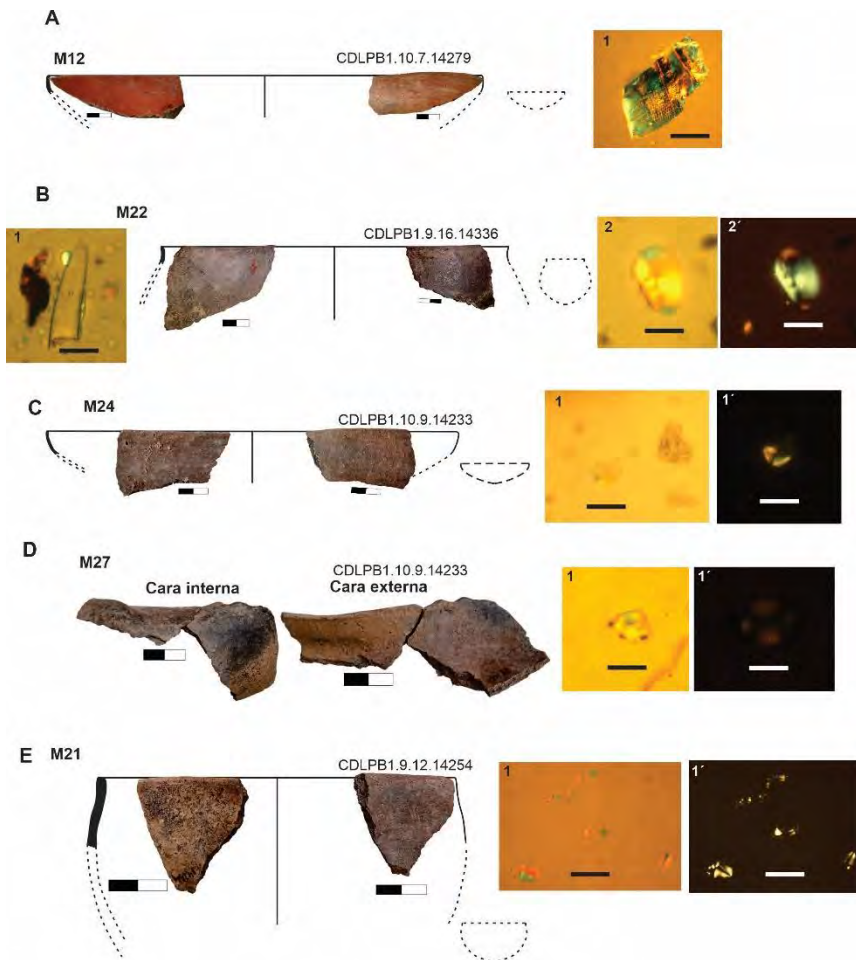 A
M12
CDLPB1.10.7.14279
1
B
M22
CDLPB1.9.16.14336
1
2
2´
C
M24
CDLPB1.10.9.14233
1
1´
D
M27
CDLPB1.10.9.14233
Cara interna
Cara externa
1
1´
E
M21
CDLPB1.9.12.14254
1
1´